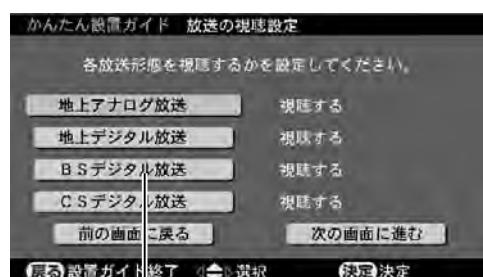 かんたん設置ガイド 放送の視聴設定
各放送形態を視聴するかを設定してください。
地上アナログ放送 視聴する
地上デジタル放送 視聴する
BSデジタル放送 視聴する
CSデジタル放送 視聴する
前の画面に戻る 次の画面に進む
戻る 設置ガイド終了 選択 決定 決定